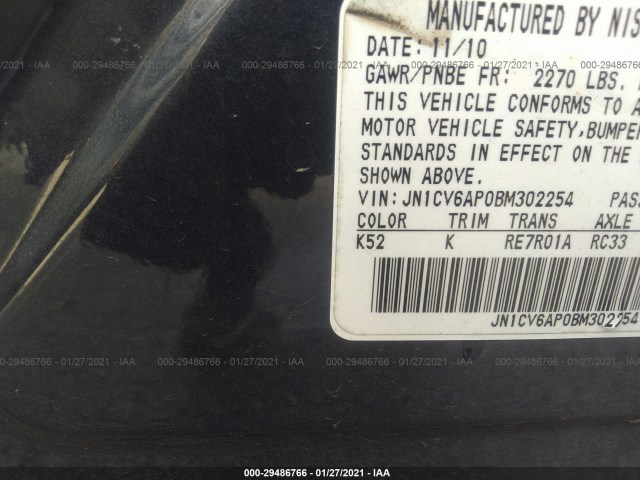 MANUFACTURED BY NIS
DATE: 11/10
GAWR/PNBE FR: 2270 LBS.
THIS VEHICLE CONFORMS TO A
MOTOR VEHICLE SAFETY, BUMPER
STANDARDS IN EFFECT ON THE
SHOWN ABOVE.
VIN: JN1CV6AP0BM302254 PAS
COLOR TRIM TRANS AXLE
K52 K RE7R01A RC33
JN1CV6AP0BM302254
000-29486766 - 01/27/2021 - IAA